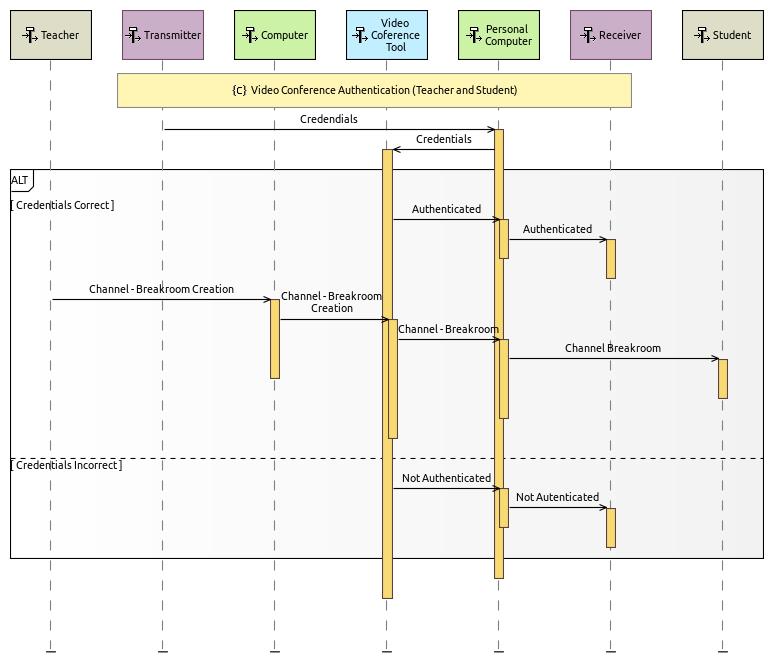 Teacher
Transmitter
Computer
Video
Coference
Tool
Personal
Computer
Receiver
Student
{C} Video Conference Authentication (Teacher and Student)
Credendials
Credentials
ALT
[ Credentials Correct ]
Authenticated
Authenticated
Channel - Breakroom Creation
Channel - Breakroom
Creation
Channel - Breakroom
Channel Breakroom
[ Credentials Incorrect ]
Not Authenticated
Not Autenticated